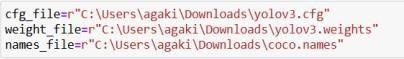 cfg_file=r"C:\Users\agaki\Downloads\yolov3.cfg"
weight_file=r"C:\Users\agaki\Downloads\yolov3.weights"
names_file=r"C:\Users\agaki\Downloads\coco.names"